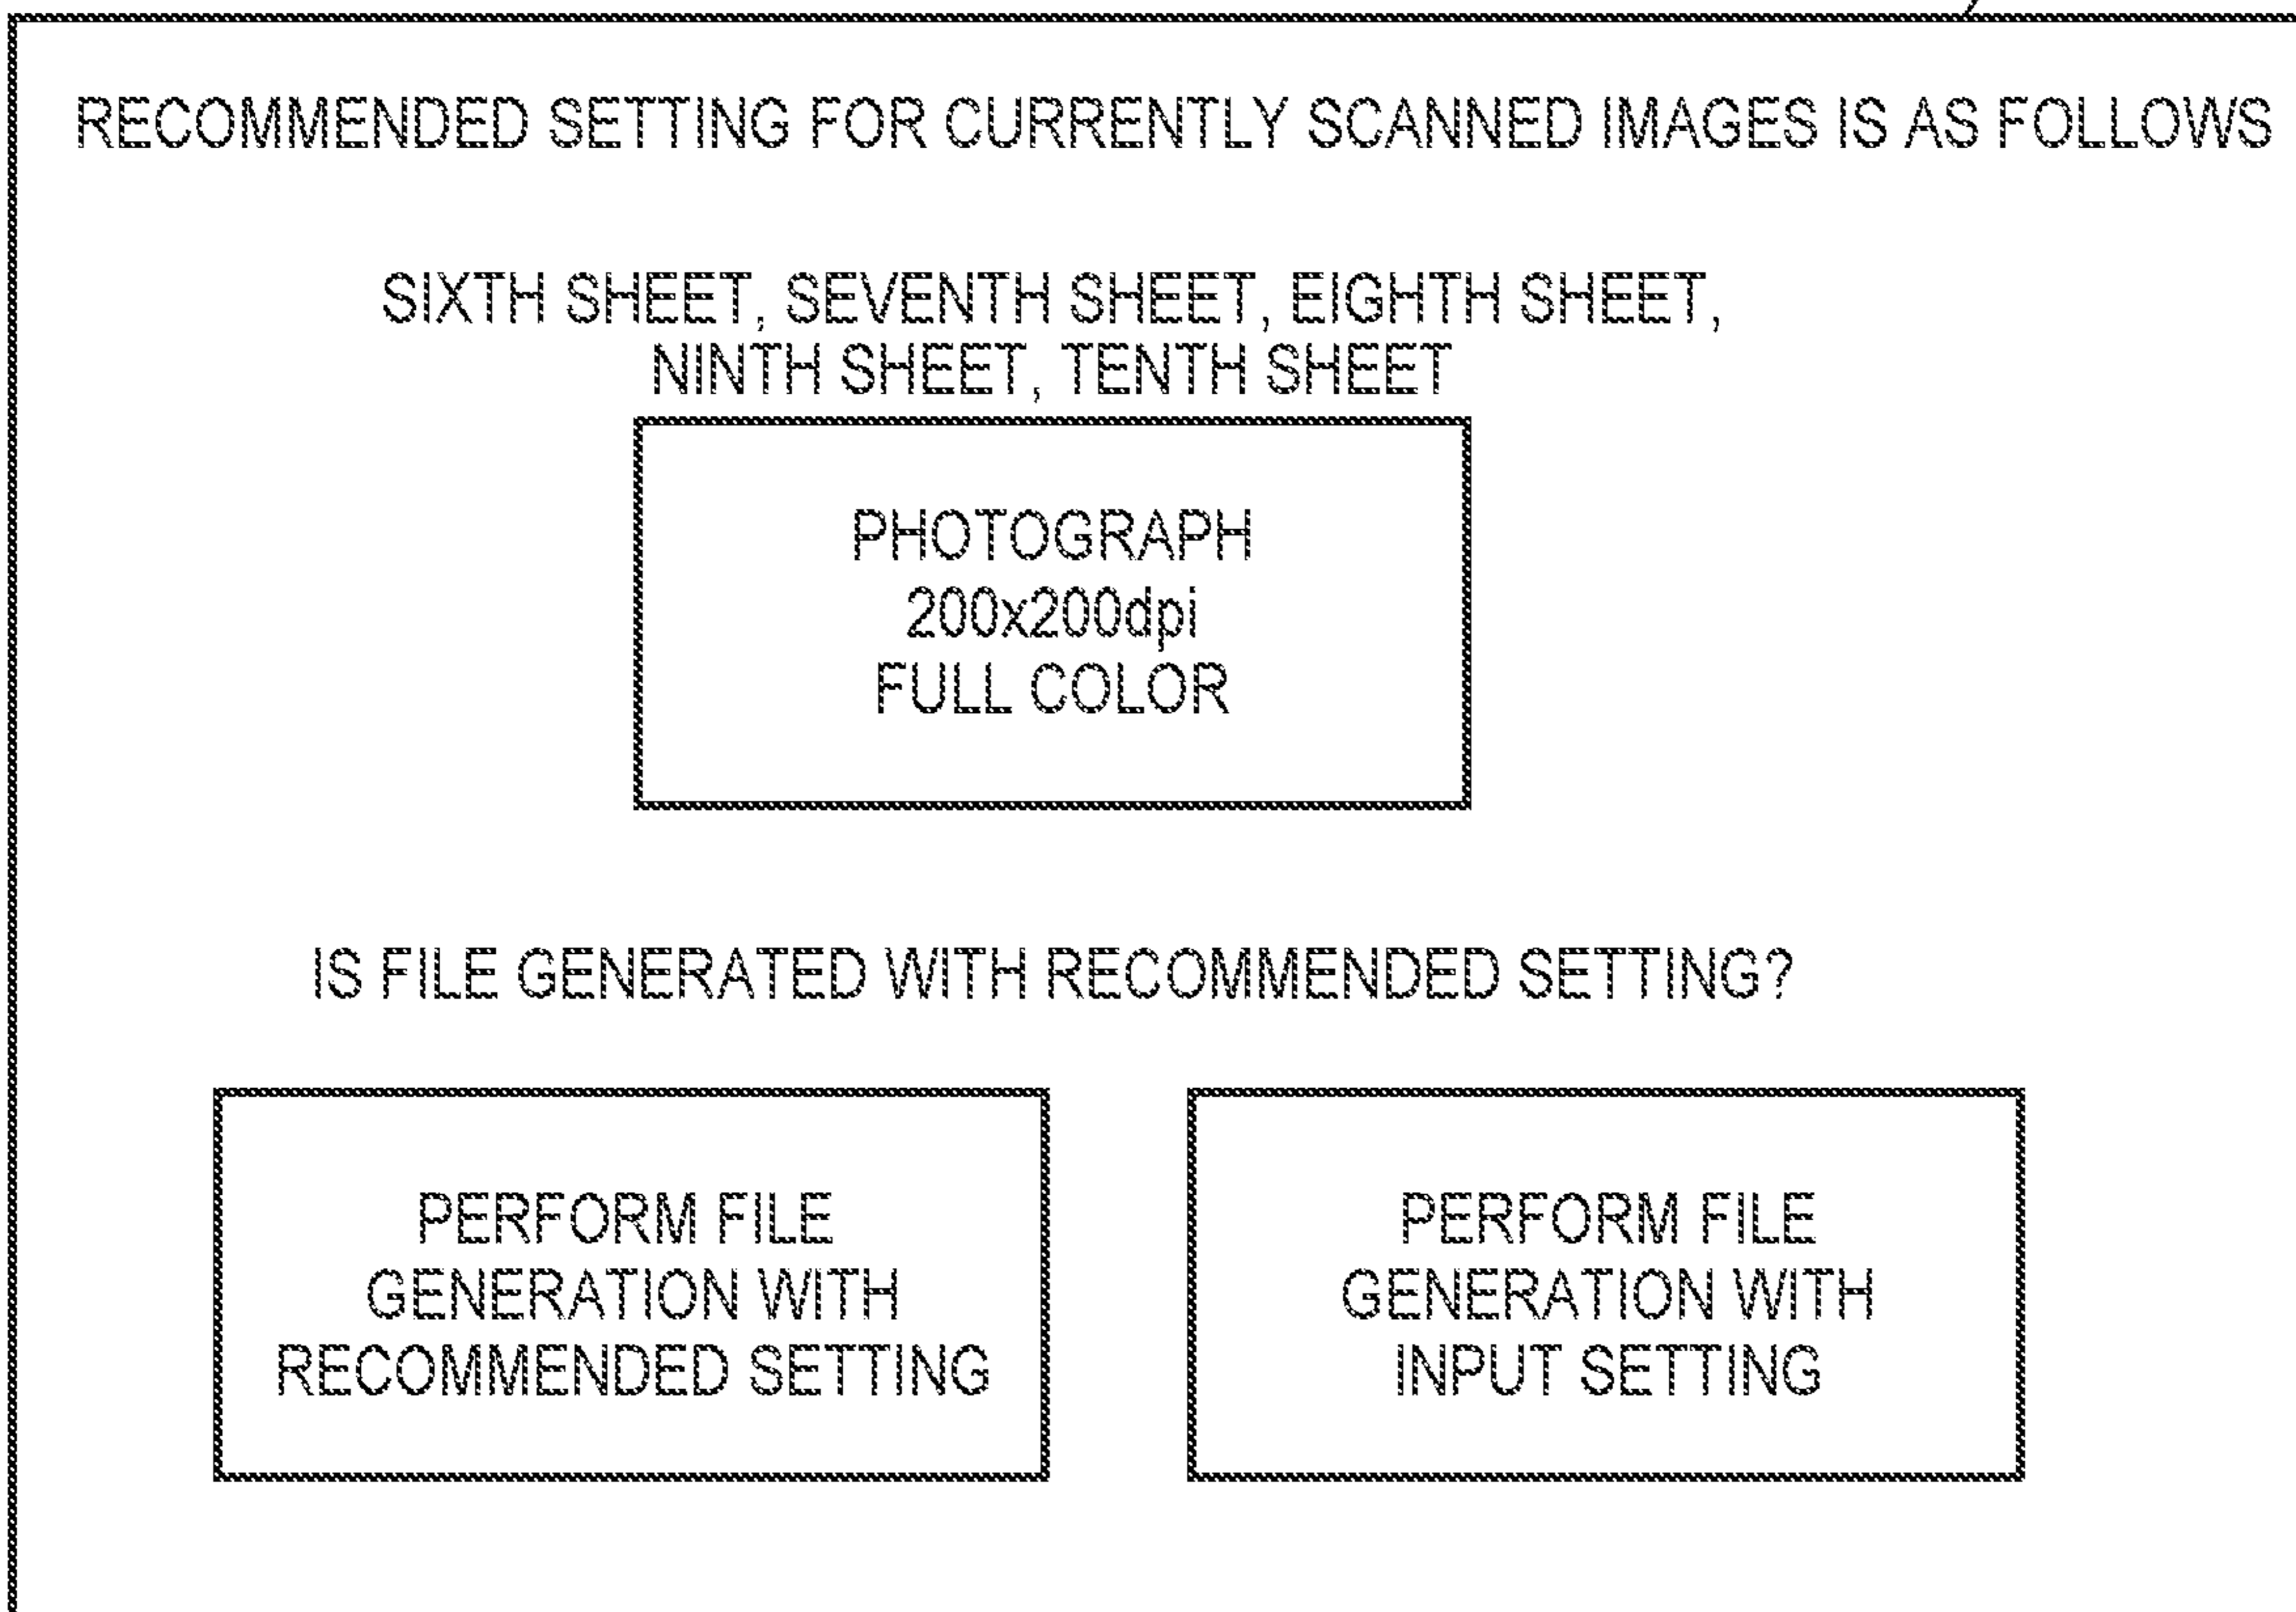 RECOMMENDED SETTING FOR CURRENTLY SCANNED IMAGES IS AS FOLLOWS
SIXTH SHEET, SEVENTH SHEET, EIGHTH SHEET,
NINTH SHEET, TENTH SHEET
PHOTOGRAPH
200x200dpi
FULL COLOR
IS FILE GENERATED WITH RECOMMENDED SETTING?
PERFORM FILE
GENERATION WITH
RECOMMENDED SETTING
PERFORM FILE
GENERATION WITH
INPUT SETTING